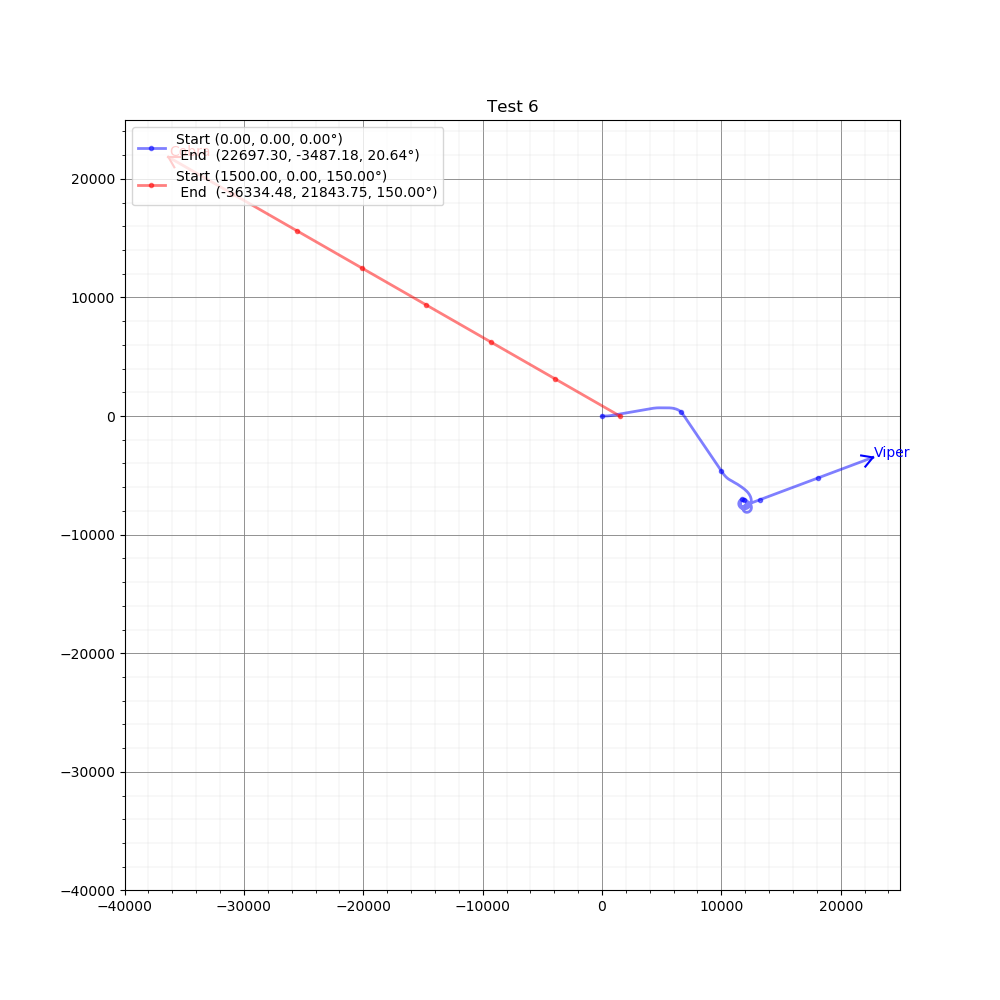 Test 6
Start (0.00, 0.00, 0.00°)
End (22697.30, -3487.18, 20.64°)
Start (1500.00, 0.00, 150.00°)
End (-36334.48, 21843.75, 150.00°)
Viper
20000
10000
0
−10000
−20000
−30000
−40000
−40000 −30000 −20000 −10000 0 10000 20000